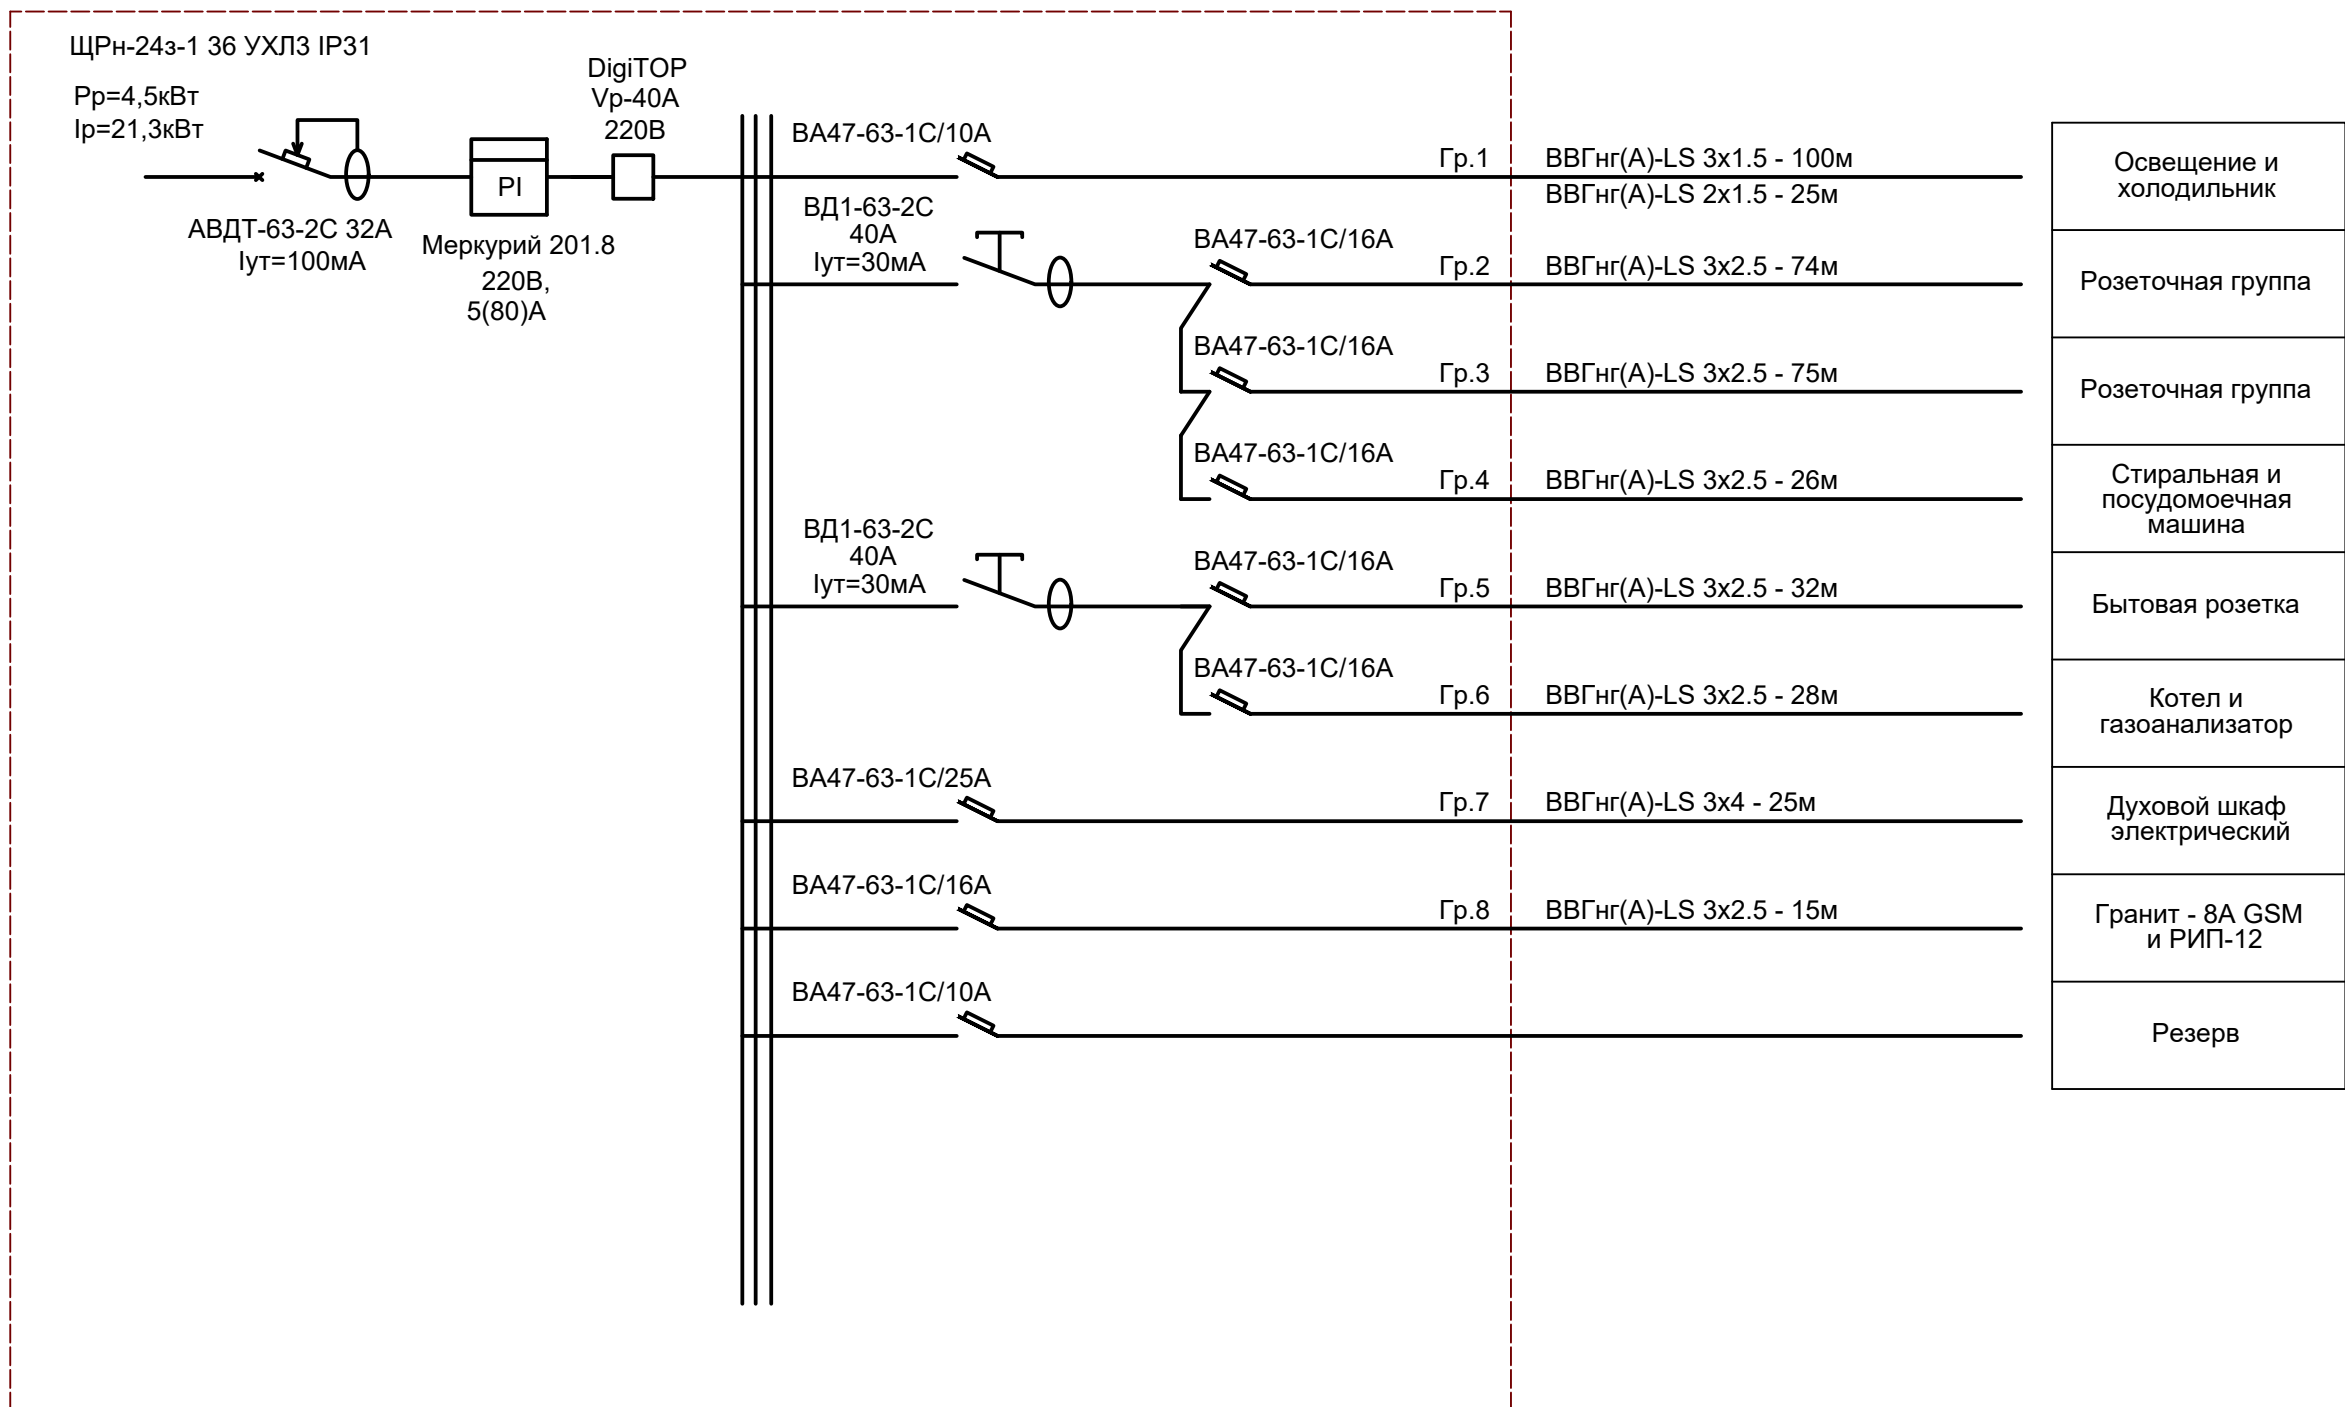 ЩРн-24з-1 36 УХЛ3 IP31
Pp=4,5кВт
Ip=21,3кВт
АВДТ-63-2С 32А
Iут=100мА
PI
Меркурий 201.8
220В,
5(80)А
DigiTOP
Vp-40А
220В
ВА47-63-1С/10А
Гр.1
ВВГнг(А)-LS 3х1.5 - 100м
ВВГнг(А)-LS 2х1.5 - 25м
Освещение и
холодильник
ВД1-63-2С
40А
Iут=30мА
ВА47-63-1С/16А
Гр.2
ВВГнг(А)-LS 3х2.5 - 74м
Розеточная группа
ВА47-63-1С/16А
Гр.3
ВВГнг(А)-LS 3х2.5 - 75м
Розеточная группа
ВА47-63-1С/16А
Гр.4
ВВГнг(А)-LS 3х2.5 - 26м
Стиральная и
посудомоечная
машина
ВД1-63-2С
40А
Iут=30мА
ВА47-63-1С/16А
Гр.5
ВВГнг(А)-LS 3х2.5 - 32м
Бытовая розетка
ВА47-63-1С/16А
Гр.6
ВВГнг(А)-LS 3х2.5 - 28м
Котел и
газоанализатор
ВА47-63-1С/25А
Гр.7
ВВГнг(А)-LS 3х4 - 25м
Духовой шкаф
электрический
ВА47-63-1С/16А
Гр.8
ВВГнг(А)-LS 3х2.5 - 15м
Гранит - 8А GSM
и РИП-12
ВА47-63-1С/10А
Резерв